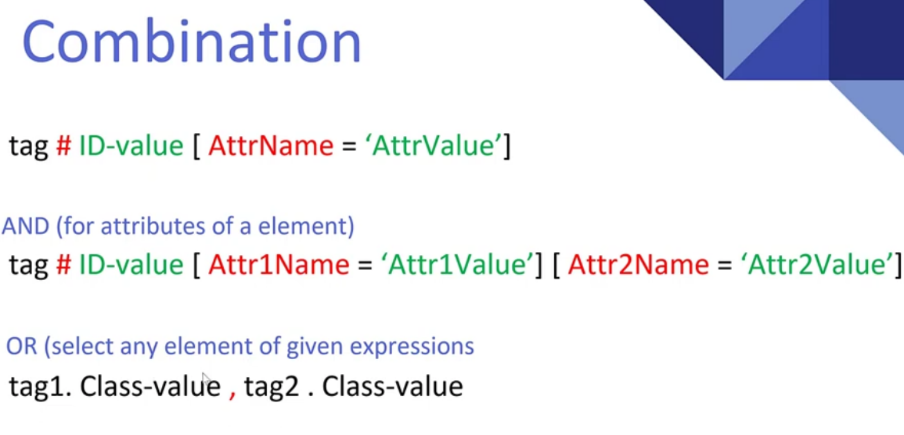 Combination
tag # ID-value [ AttrName = ‘AttrValue’]
AND (for attributes of a element)
tag # ID-value [ Attr1Name = ‘Attr1Value’] [ Attr2Name = ‘Attr2Value’]
OR (select any element of given expressions
tag1. Class-value , tag2 . Class-value